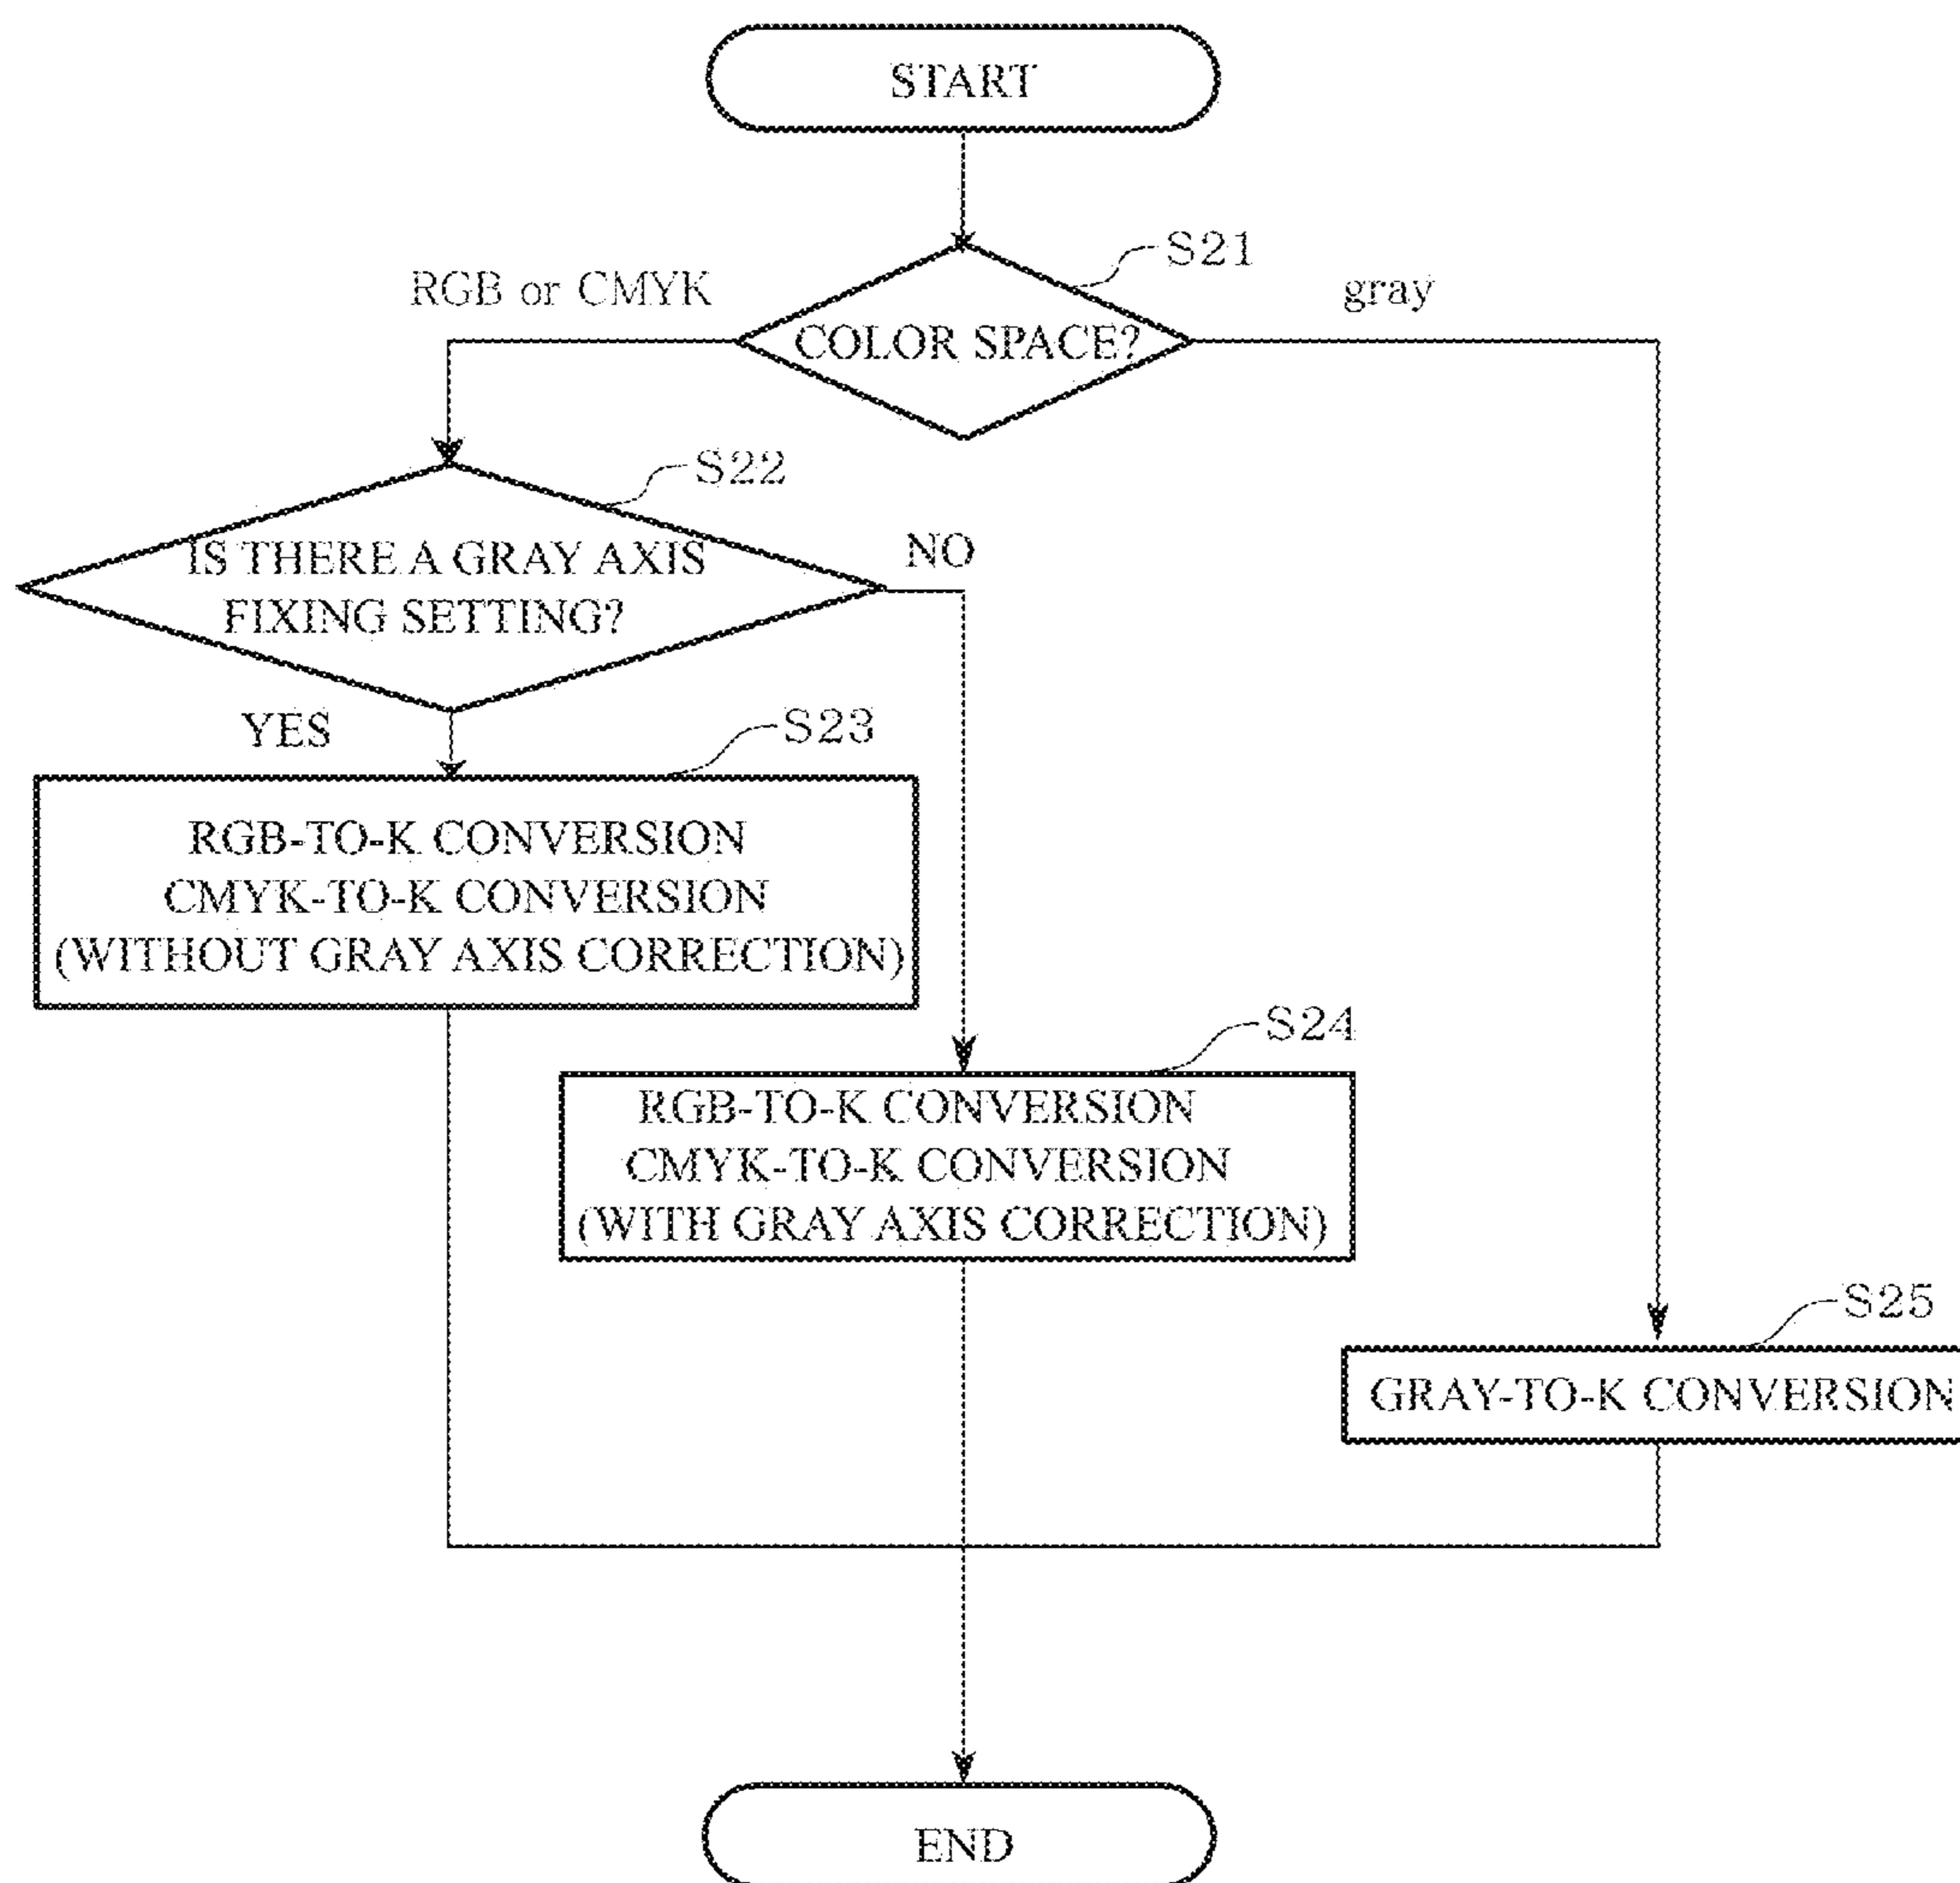 START
S21
RGB or CMYK
gray
COLOR SPACE?
S22
IS THERE A GRAY AXIS
FIXING SETTING?
NO
YES
S23
RGB-TO-K CONVERSION
CMYK-TO-K CONVERSION
(WITHOUT GRAY AXIS CORRECTION)
S24
RGB-TO-K CONVERSION
CMYK-TO-K CONVERSION
(WITH GRAY AXIS CORRECTION)
S25
GRAY-TO-K CONVERSION
END